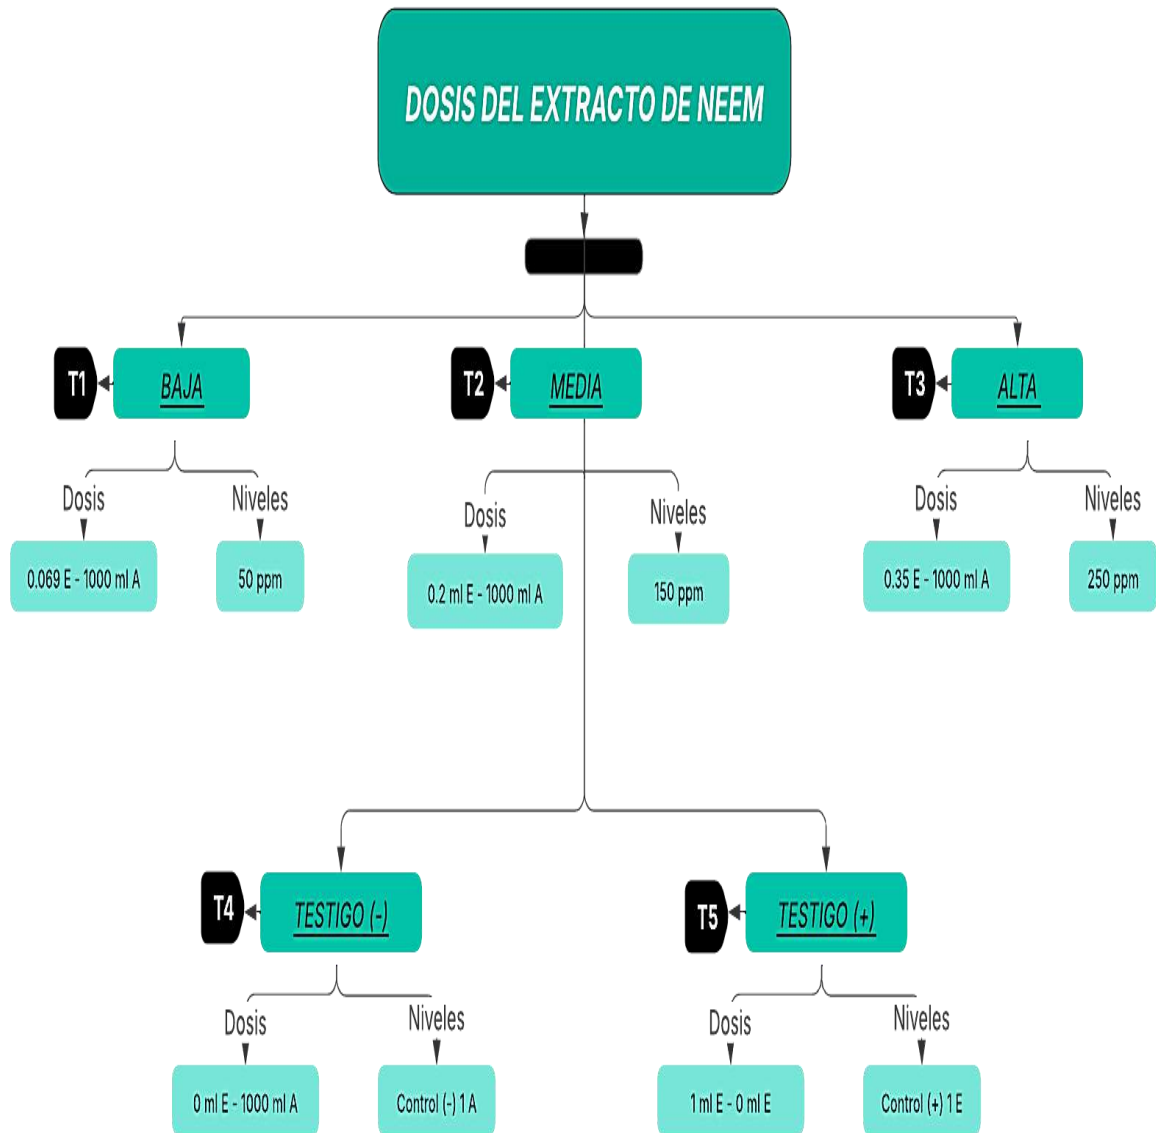 DOSIS DEL EXTRACTO DE NEEM
T1
BAJA
T2
MEDIA
T3
ALTA
Dosis
Niveles
Dosis
Niveles
Dosis
Niveles
0.069 E - 1000 ml A
50 ppm
0.2 ml E - 1000 ml A
150 ppm
0.35 E - 1000 ml A
250 ppm
T4
TESTIGO (-)
T5
TESTIGO (+)
Dosis
Niveles
Dosis
Niveles
0 ml E - 1000 ml A
Control (-) 1 A
1 ml E - 0 ml E
Control (+) 1 E